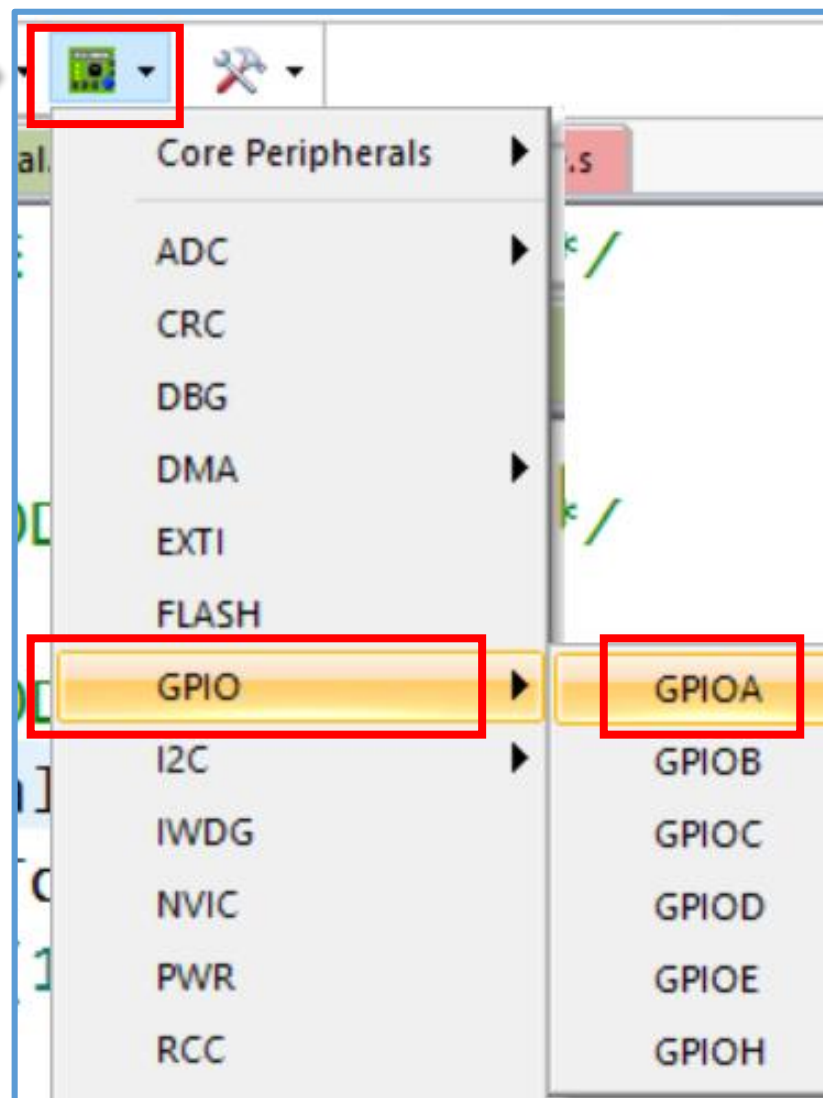 al.
Core Peripherals
.s
ADC
*/
CRC
DBG
DMA
EXTI
*/
FLASH
GPIO
GPIOA
I2C
GPIOB
IWDG
GPIOC
NVIC
GPIOD
PWR
GPIOE
RCC
GPIOH